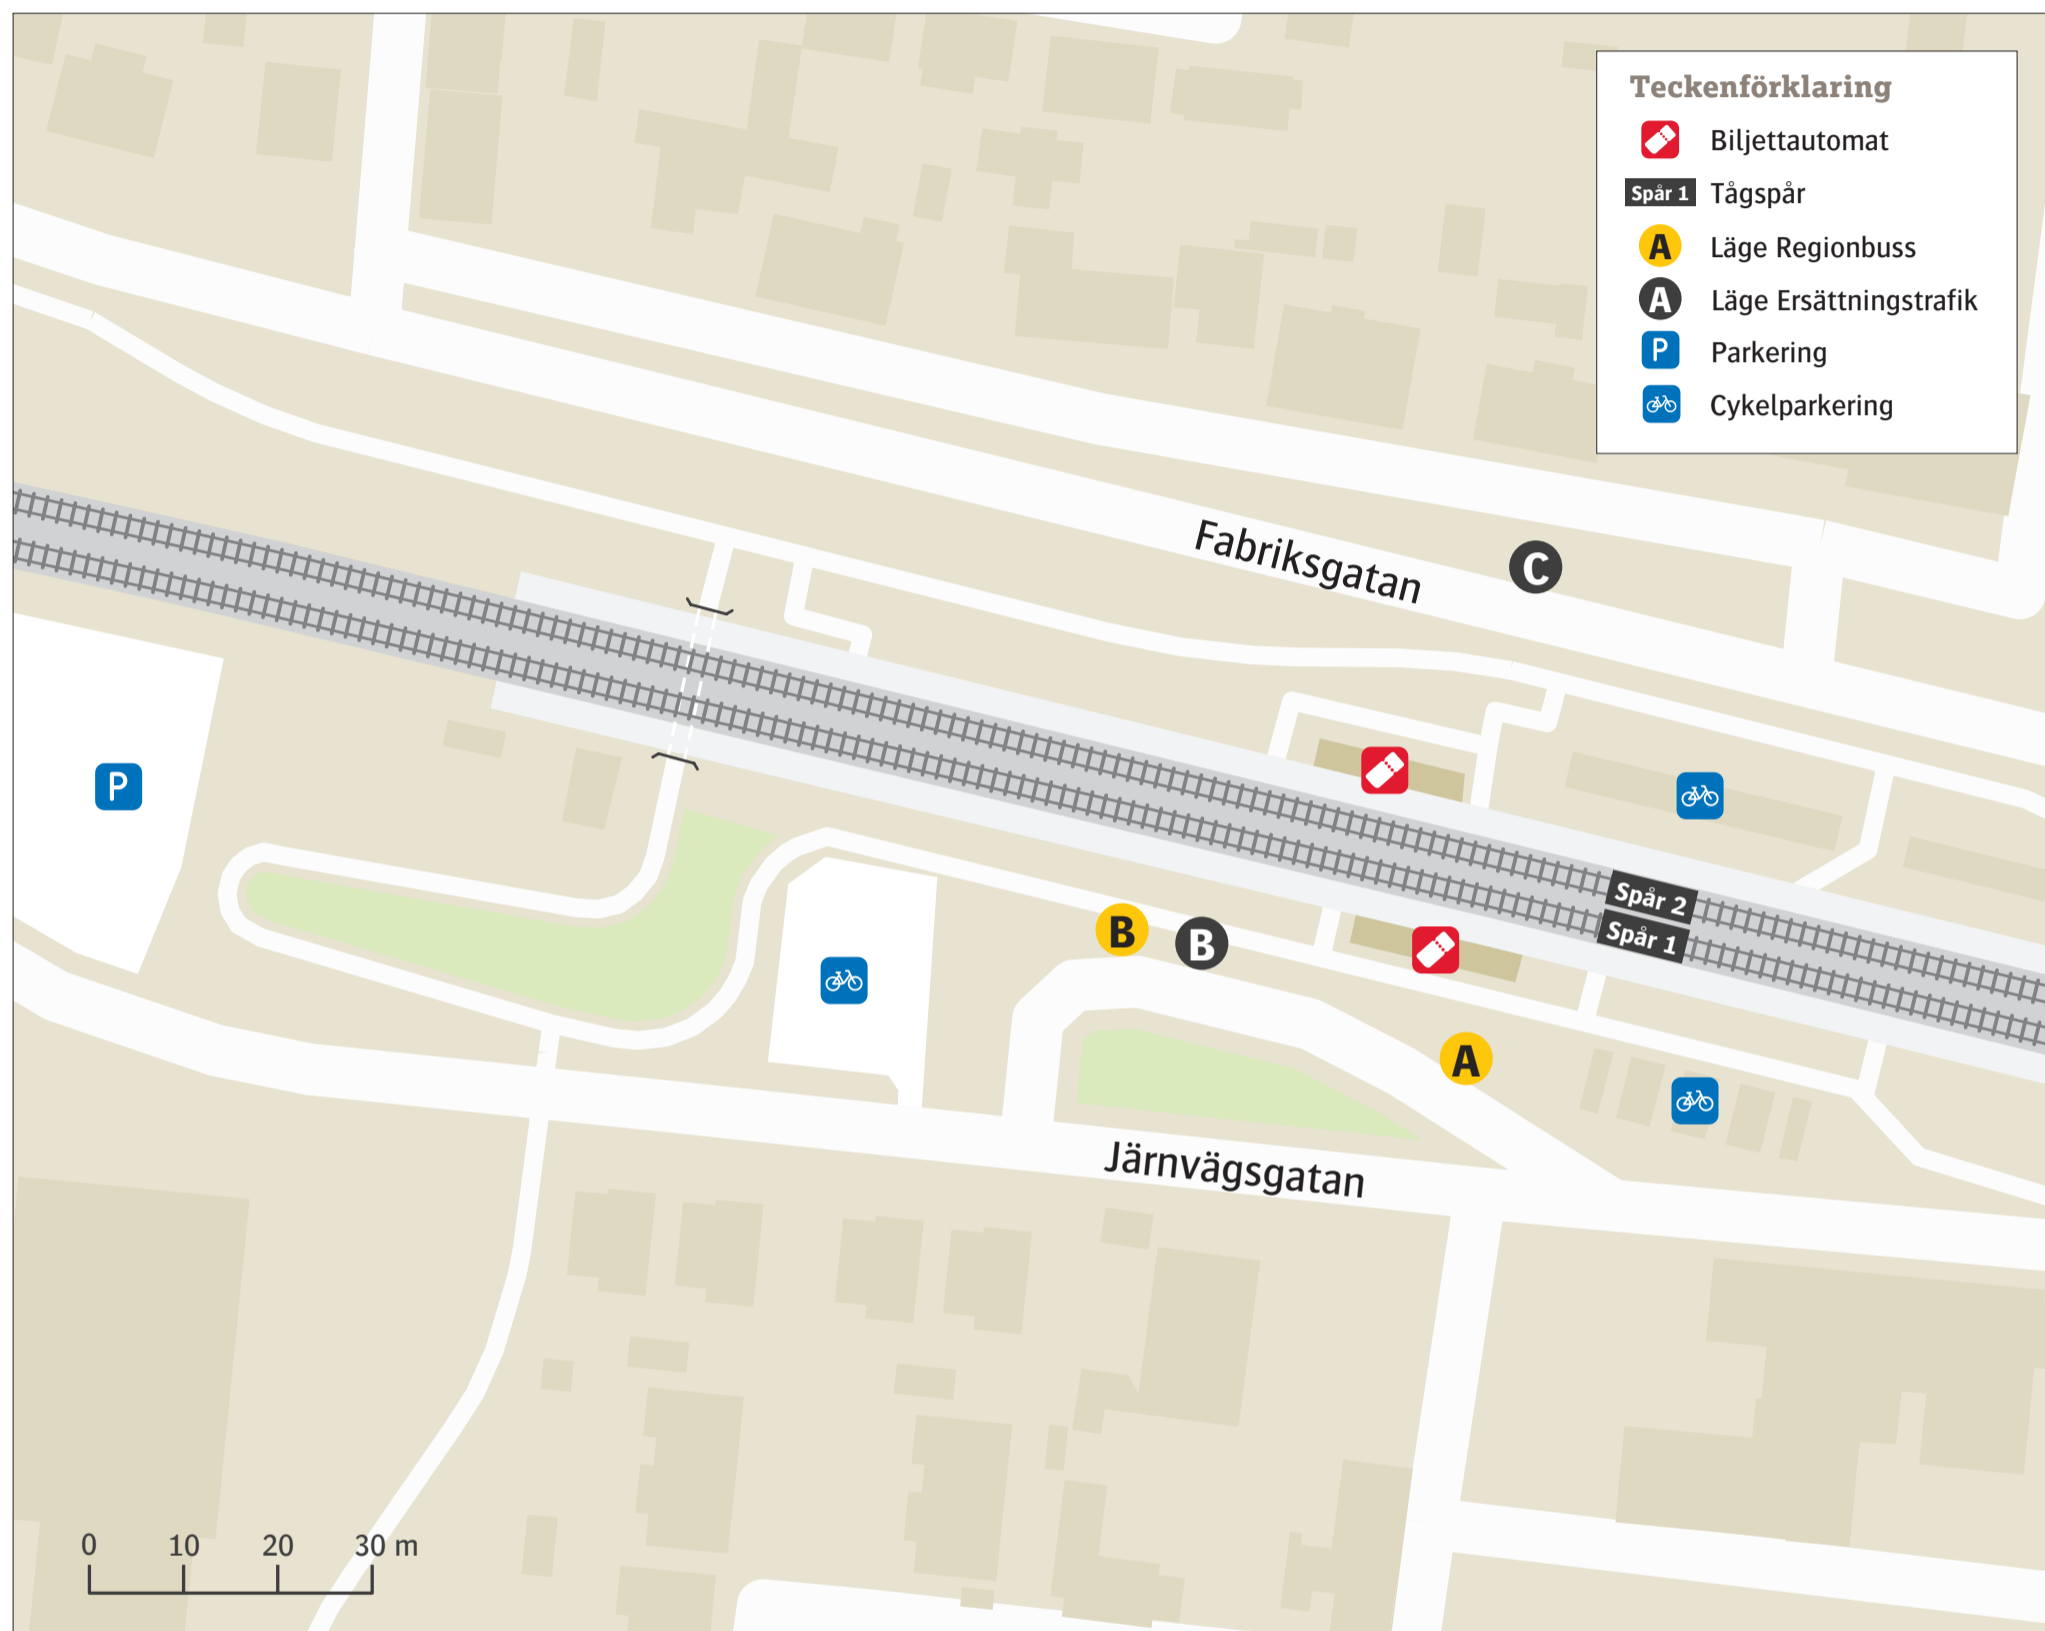 Teckenförklaring
Biljettautomat
Spår 1 Tågspår
A Läge Regionbuss
A Läge Ersättningstrafik
P Parkering
Cykelparkering
Fabriksgatan
C
P
Spår 2
Spår 1
B
B
A
Järnvägsgatan
0 10 20 30 m